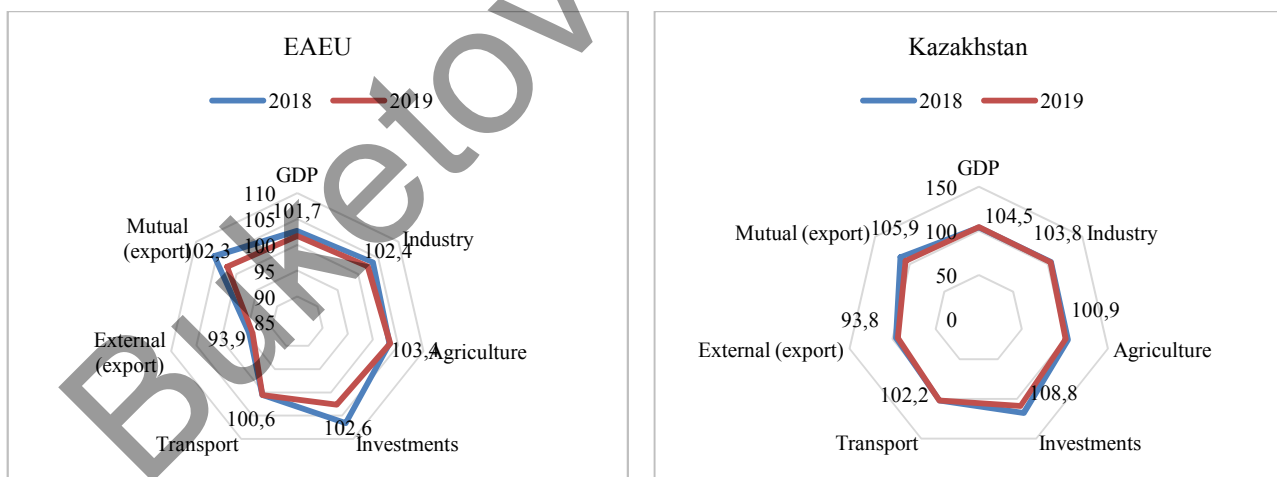 EAEU
2018 2019
GDP
110
105
100
95
90
85
101,7
Industry
102,4
Agriculture
103,4
Investments
102,6
Transport
100,6
External
(export)
93,9
Mutual
(export)
102,3
Kazakhstan
2018 2019
GDP
150
100
50
0
104,5
Industry
103,8
100,9
Agriculture
108,8
Investments
102,2
Transport
93,8
External (export)
105,9
Mutual (export)
Buketov